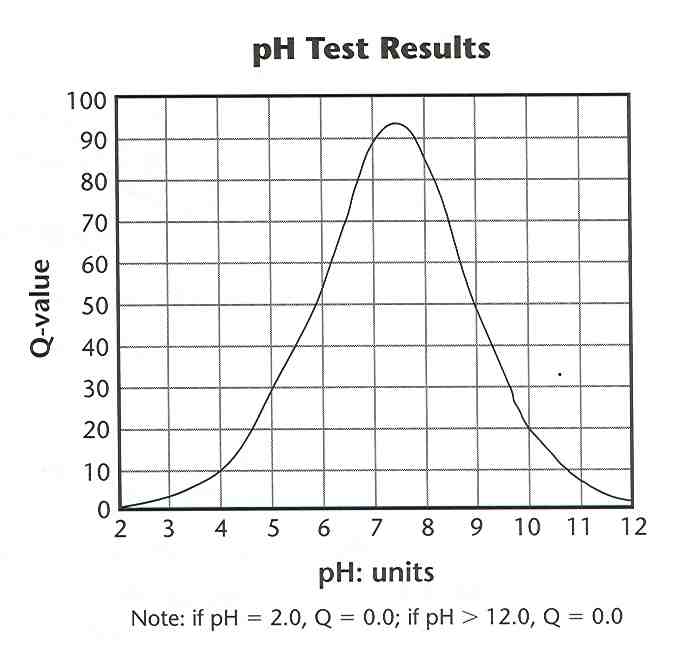 pH Test Results
100
90
80
70
60
50
40
30
20
10
0
Q-value
2 3 4 5 6 7 8 9 10 11 12
pH: units
Note: if pH = 2.0, Q = 0.0; if pH > 12.0, Q = 0.0